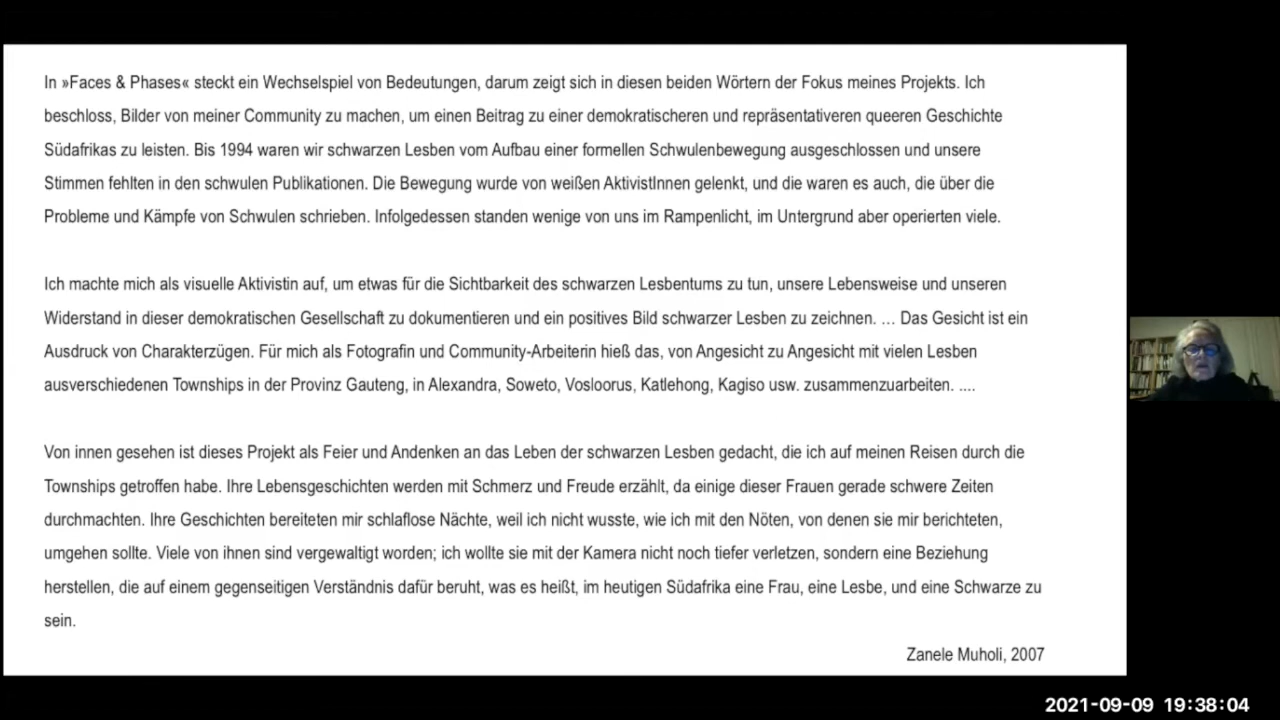 In »Faces & Phases« steckt ein Wechselspiel von Bedeutungen, darum zeigt sich in diesen beiden Wörtern der Fokus meines Projekts. Ich
beschloss, Bilder von meiner Community zu machen, um einen Beitrag zu einer demokratischeren und repräsentativeren queeren Geschichte
Südafrikas zu leisten. Bis 1994 waren wir schwarzen Lesben vom Aufbau einer formellen Schwulenbewegung ausgeschlossen und unsere
Stimmen fehlten in den schwulen Publikationen. Die Bewegung wurde von weißen AktivistInnen gelenkt, und die waren es auch, die über die
Probleme und Kämpfe von Schwulen schrieben. Infolgedessen standen wenige von uns im Rampenlicht, im Untergrund aber operierten viele.
Ich machte mich als visuelle Aktivistin auf, um etwas für die Sichtbarkeit des schwarzen Lesbentums zu tun, unsere Lebensweise und unseren
Widerstand in dieser demokratischen Gesellschaft zu dokumentieren und ein positives Bild schwarzer Lesben zu zeichnen. … Das Gesicht ist ein
Ausdruck von Charakterzügen. Für mich als Fotografin und Community-Arbeiterin hieß das, von Angesicht zu Angesicht mit vielen Lesben
ausverschiedenen Townships in der Provinz Gauteng, in Alexandra, Soweto, Vosloorus, Katlehong, Kagiso usw. zusammenzuarbeiten. ....
Von innen gesehen ist dieses Projekt als Feier und Andenken an das Leben der schwarzen Lesben gedacht, die ich auf meinen Reisen durch die
Townships getroffen habe. Ihre Lebensgeschichten werden mit Schmerz und Freude erzählt, da einige dieser Frauen gerade schwere Zeiten
durchmachten. Ihre Geschichten bereiteten mir schlaflose Nächte, weil ich nicht wusste, wie ich mit den Nöten, von denen sie mir berichteten,
umgehen sollte. Viele von ihnen sind vergewaltigt worden; ich wollte sie mit der Kamera nicht noch tiefer verletzen, sondern eine Beziehung
herstellen, die auf einem gegenseitigen Verständnis dafür beruht, was es heißt, im heutigen Südafrika eine Frau, eine Lesbe, und eine Schwarze zu
sein.
Zanele Muholi, 2007
2021-09-09 19:38:04